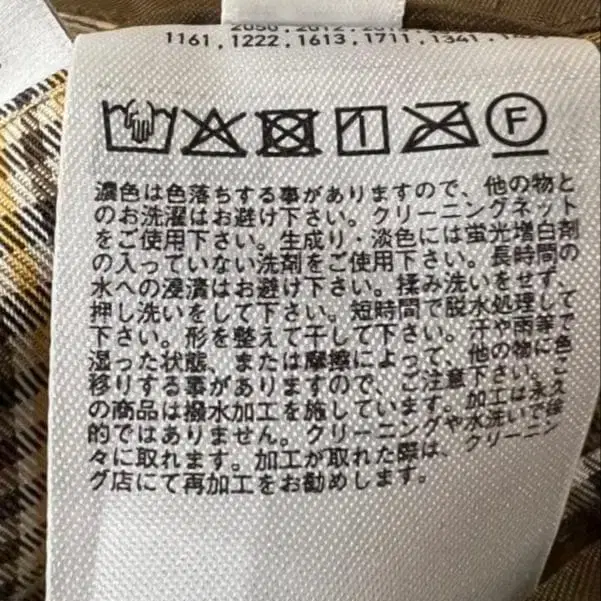 1161,1222,1613,1711,1341,
F
濃色は色落ちする事がありますので、他の物と
のお洗濯はお避け下さい。クリーニングネット
をご使用下さい。生成り・淡色には蛍光増白剤
の入っていない洗剤をご使用下さい。長時間の
水への浸漬はお避け下さい。揉み洗いをせず、
押し洗いをして下さい。短時間で脱水処理して
下さい。形を整えて干して下さい。汗や雨等で
湿った状態、または摩擦によって、他の物に色
移りする事がありますので、ご注意下さい。こ
の商品は撥水加工を施しています。加工は永久
的ではありません。クリーニングや水洗いで徐
々に取れます。加工が取れた際は、クリーニン
グ店にて再加工をお勧めします。